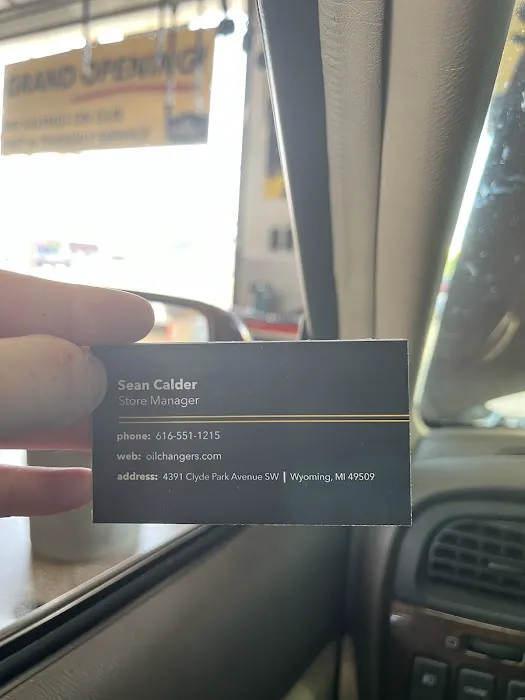 GRAND OPENING
Sean Calder
Store Manager
phone: 616-551-1215
web: oilchangers.com
address: 4391 Clyde Park Avenue SW | Wyoming, MI 49509